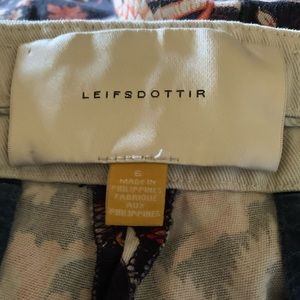 LEIFSDOTTIR
6
MADE IN
PHILIPPINES
FABRIQUE
AUX
PHILIPPINES